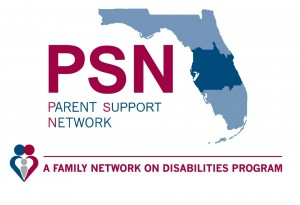 PSN
PARENT SUPPORT
NETWORK
A FAMILY NETWORK ON DISABILITIES PROGRAM